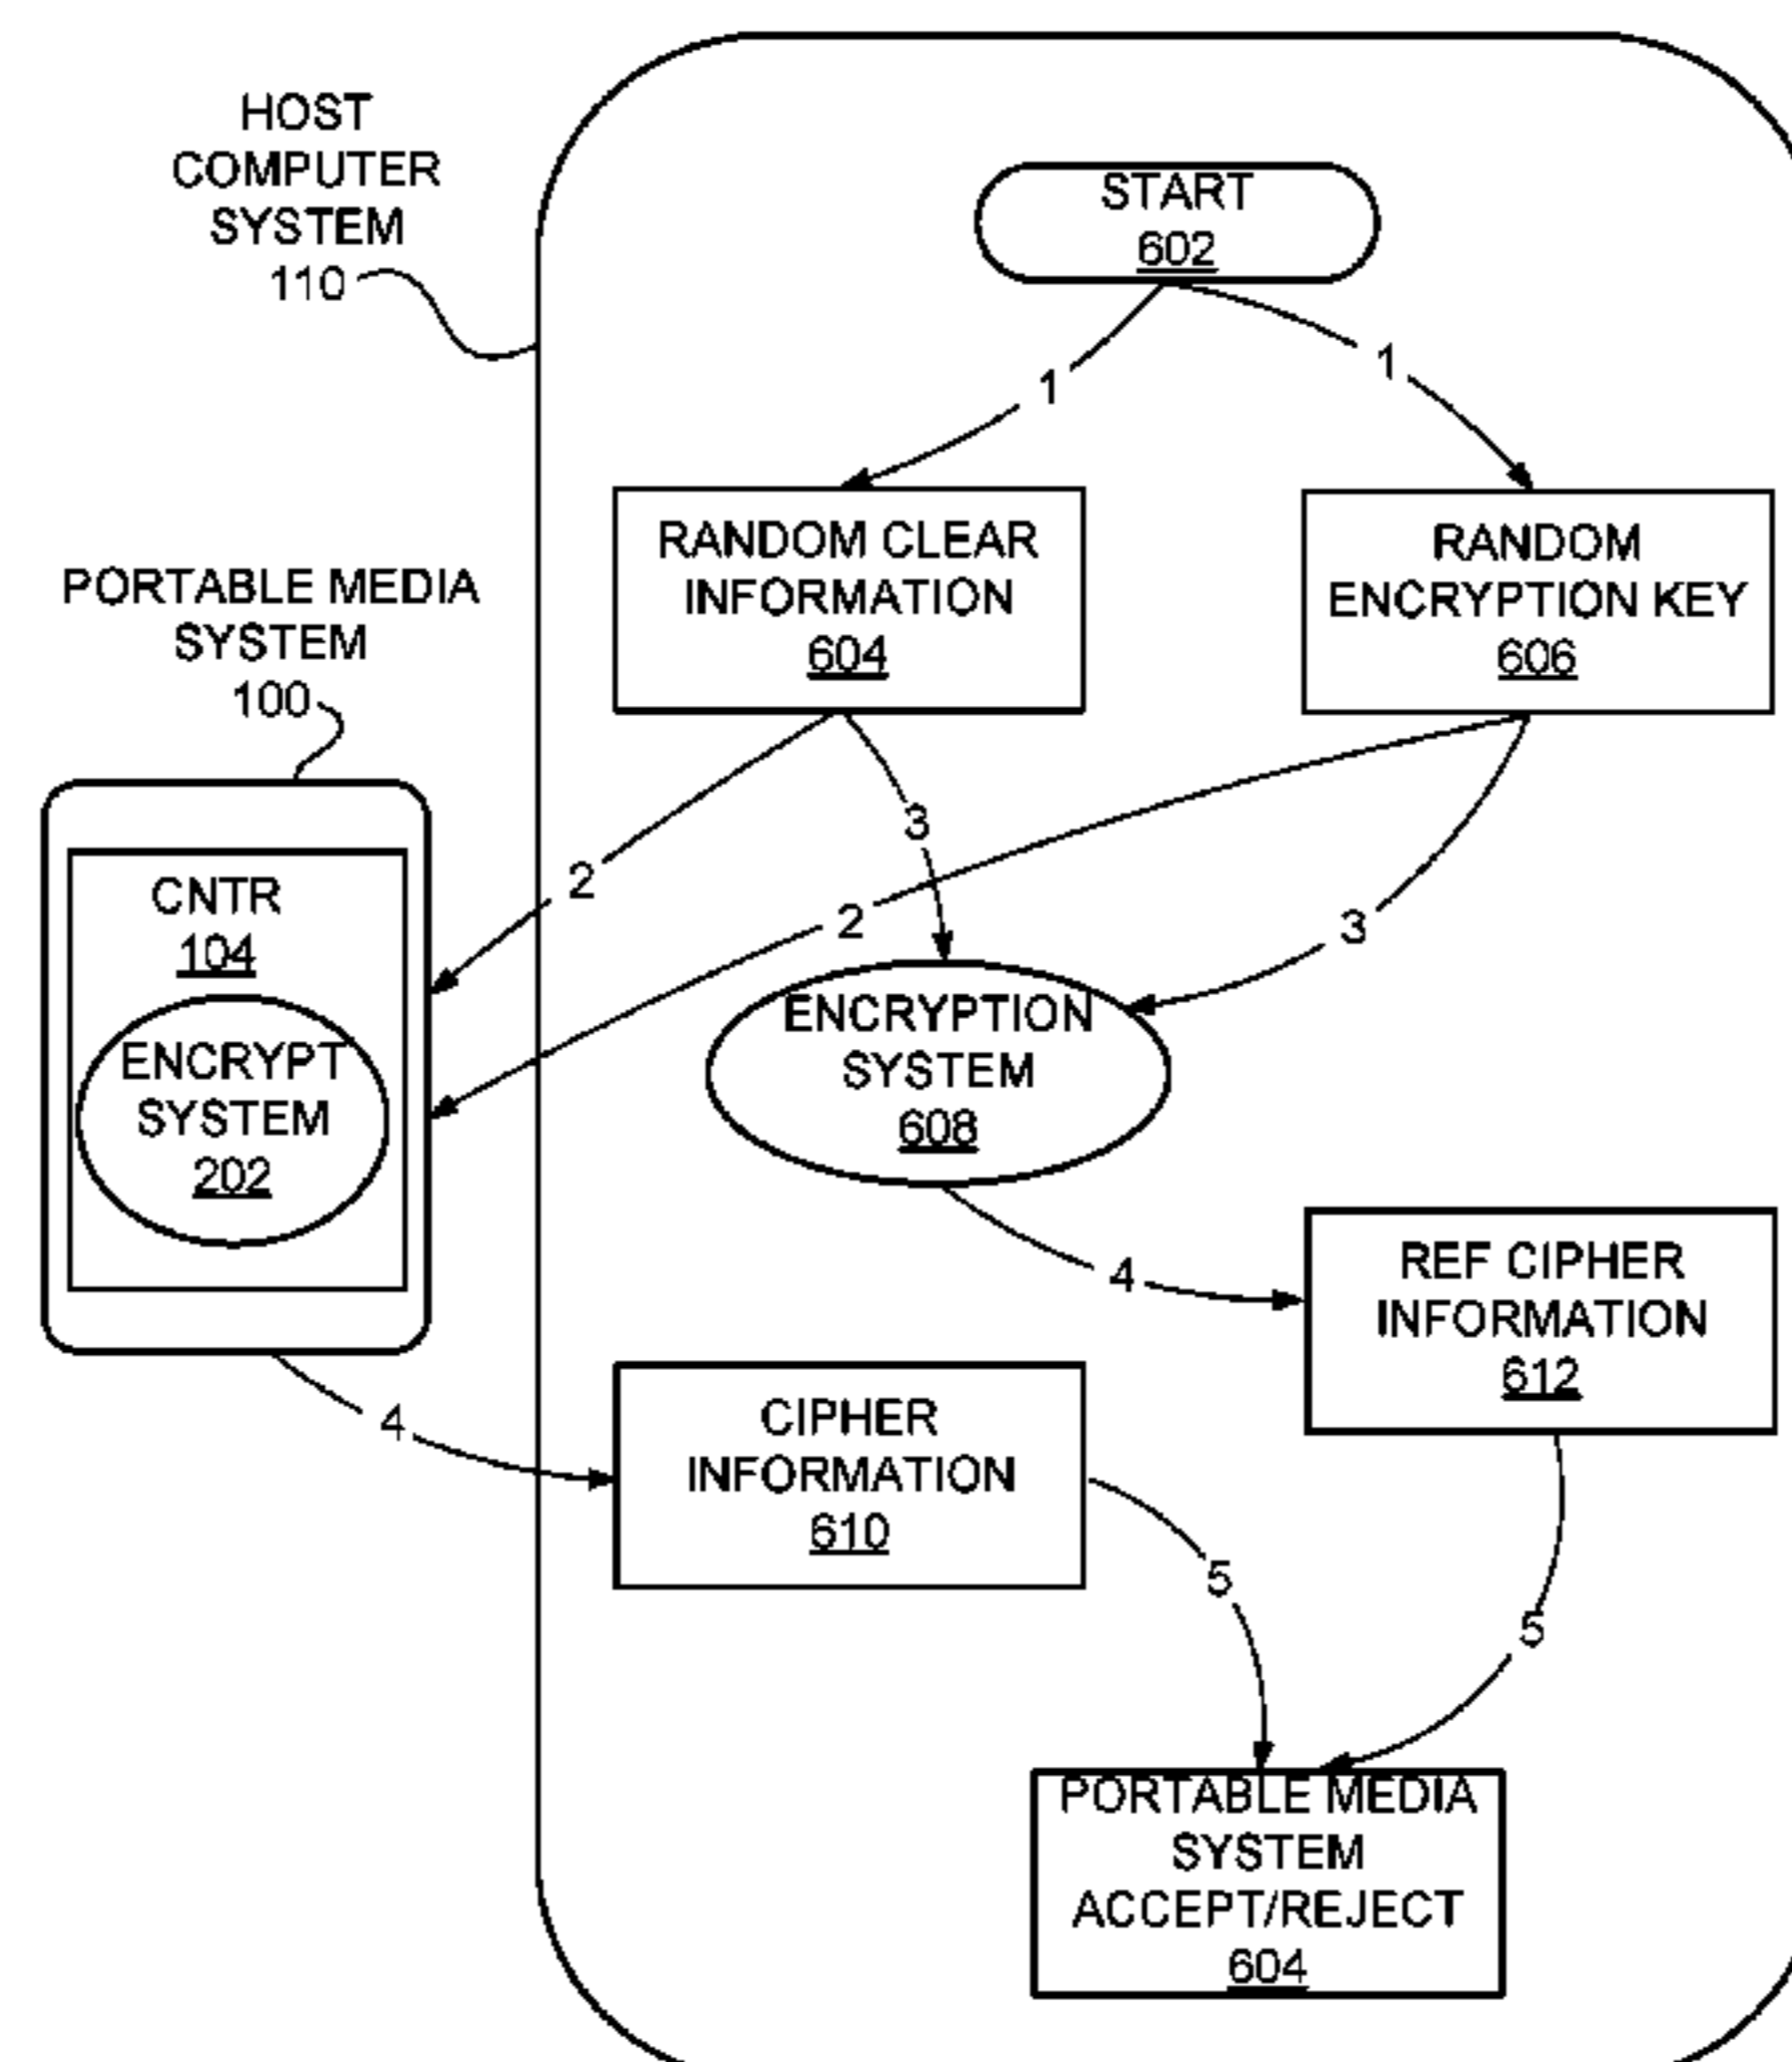 HOST
COMPUTER
SYSTEM
110
START
602
1
1
RANDOM CLEAR
INFORMATION
604
RANDOM
ENCRYPTION KEY
606
PORTABLE MEDIA
SYSTEM
100
2
3
2
3
CNTR
104
ENCRYPT
SYSTEM
202
ENCRYPTION
SYSTEM
608
4
REF CIPHER
INFORMATION
612
4
CIPHER
INFORMATION
610
5
5
PORTABLE MEDIA
SYSTEM
ACCEPT/REJECT
604